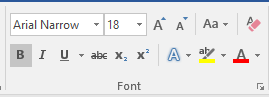 Arial Narrow 18 A A Aa A
B I U abc X2 X2 A ab A
Font